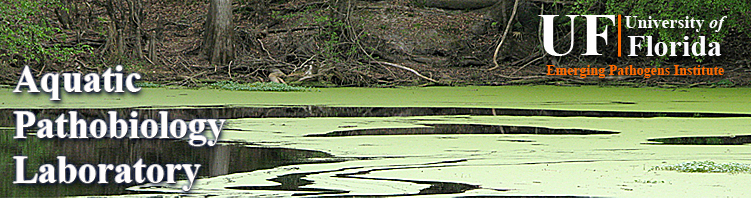 Aquatic
Pathobiology
Laboratory
UF University of
Florida
Emerging Pathogens Institute